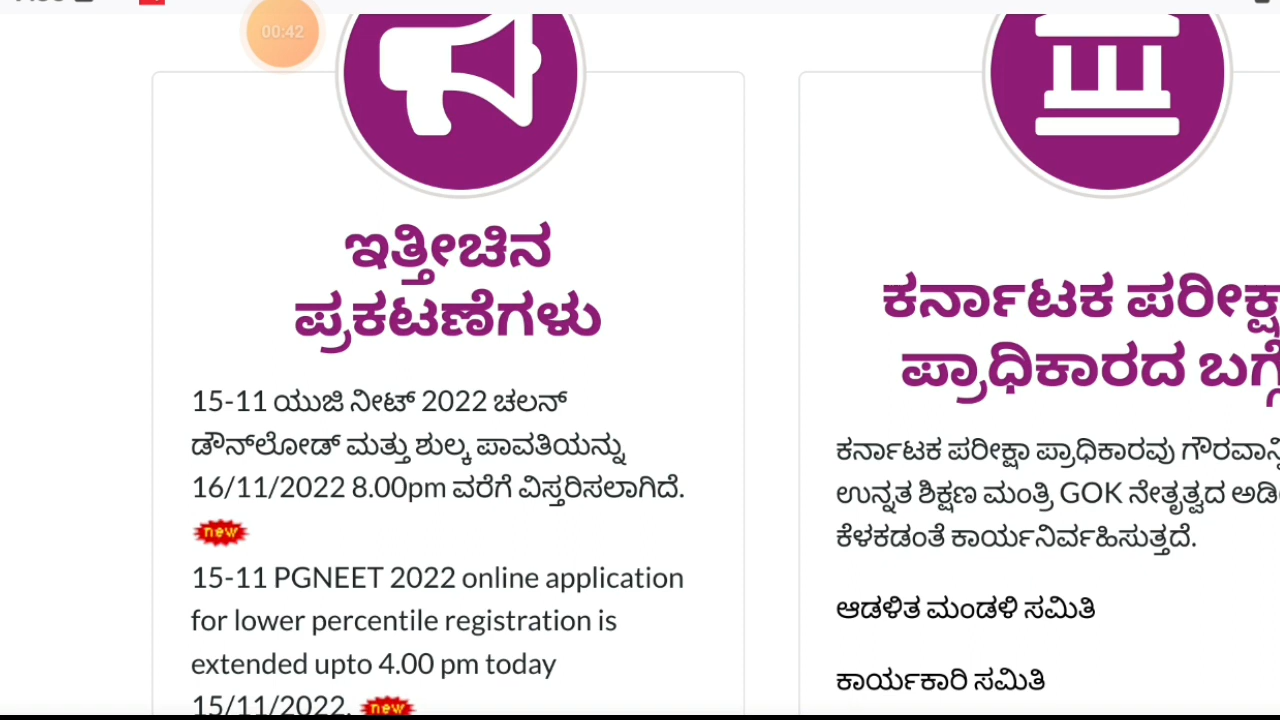 00:42
ಇತ್ತೀಚಿನ
ಪ್ರಕಟಣೆಗಳು
15-11 ಯುಜಿ ನೀಟ್ 2022 ಚಲನ್
ಡೌನ್‌ಲೋಡ್ ಮತ್ತು ಶುಲ್ಕ ಪಾವತಿಯನ್ನು
16/11/2022 8.00pm ವರೆಗೆ ವಿಸ್ತರಿಸಲಾಗಿದೆ.
new
15-11 PGNEET 2022 online application
for lower percentile registration is
extended upto 4.00 pm today
15/11/2022. new
ಕರ್ನಾಟಕ ಪರೀಕ್ಷಾ
ಪ್ರಾಧಿಕಾರದ ಬಗ್ಗೆ
ಕರ್ನಾಟಕ ಪರೀಕ್ಷಾ ಪ್ರಾಧಿಕಾರವು
ಉನ್ನತ ಶಿಕ್ಷಣ ಮಂತ್ರಿ GOK ನೇತೃತ್ವದ
ಕೆಳಕಡಂತೆ ಕಾರ್ಯನಿರ್ವಹಿಸುತ್ತದೆ.
ಆಡಳಿತ ಮಂಡಳಿ ಸಮಿತಿ
ಕಾರ್ಯಕಾರಿ ಸಮಿತಿ